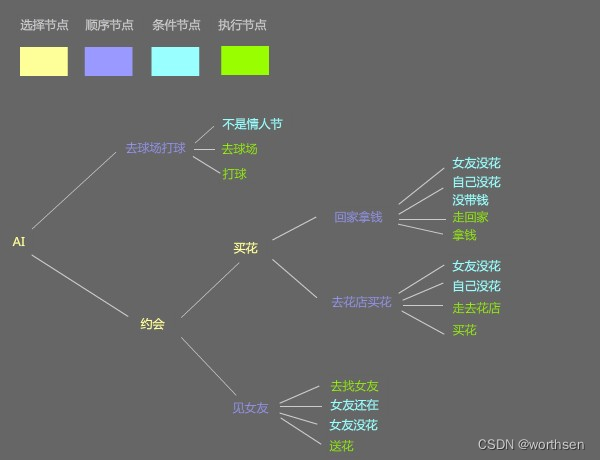 选择节点 顺序节点 条件节点 执行节点
不是情人节
去球场打球
去球场
打球
女友没花
自己没花
没带钱
回家拿钱
走回家
拿钱
AI
买花
女友没花
自己没花
去花店买花
走去花店
买花
约会
去找女友
女友还在
见女友
女友没花
送花
CSDN @worthsen